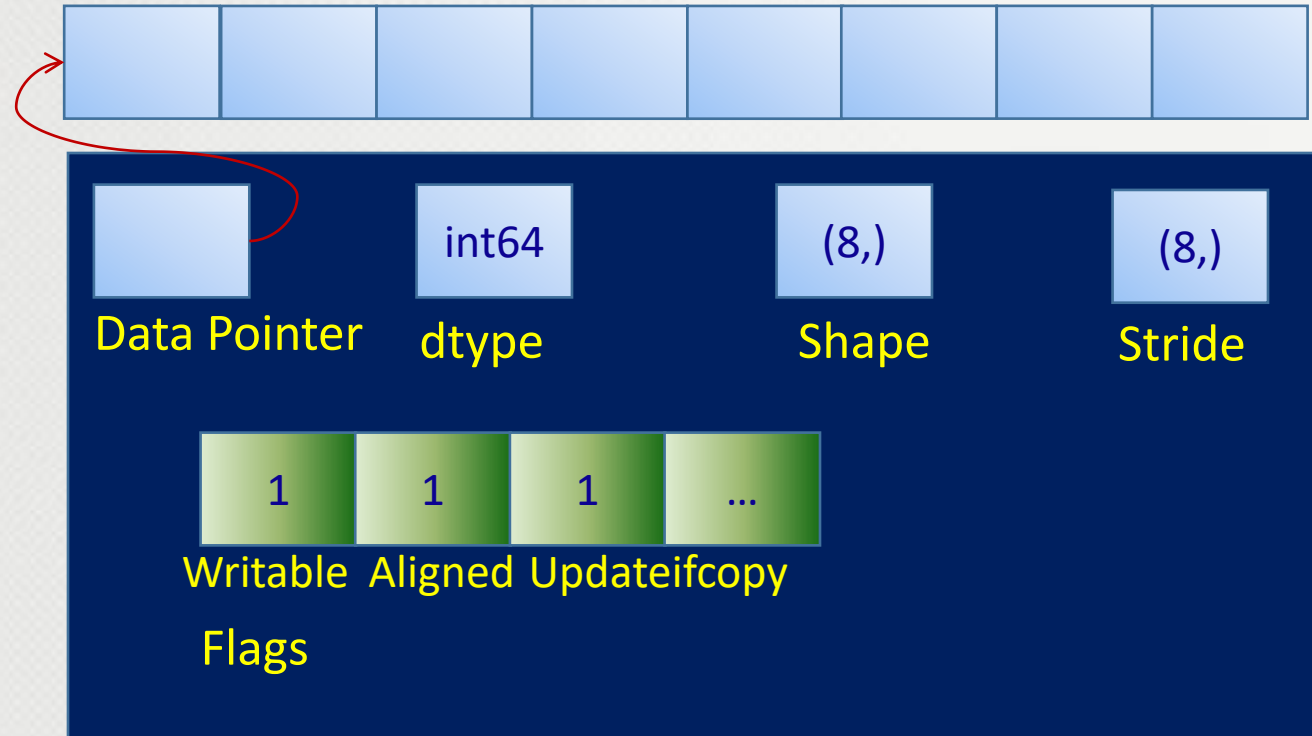 int64 (8,) (8,)
Data Pointer dtype Shape Stride
1 1 1 ...
Writable Aligned Updateifcopy
Flags